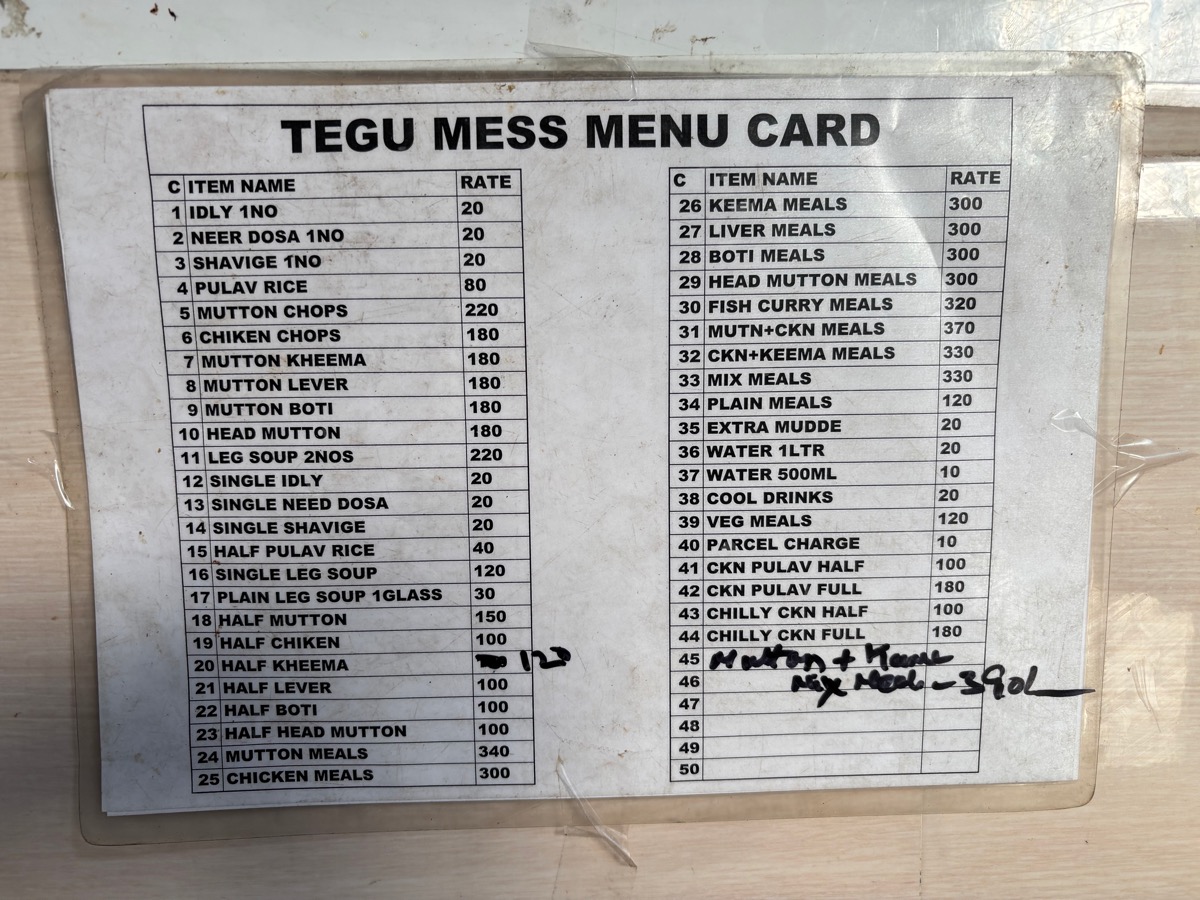 TEGU MESS MENU CARD
C ITEM NAME RATE
1 IDLY 1NO 20
2 NEER DOSA 1NO 20
3 SHAVIGE 1NO 20
4 PULAV RICE 80
5 MUTTON CHOPS 220
6 CHIKEN CHOPS 180
7 MUTTON KHEEMA 180
8 MUTTON LEVER 180
9 MUTTON BOTI 180
10 HEAD MUTTON 180
11 LEG SOUP 2NOS 220
12 SINGLE IDLY 20
13 SINGLE NEED DOSA 20
14 SINGLE SHAVIGE 20
15 HALF PULAV RICE 40
16 SINGLE LEG SOUP 120
17 PLAIN LEG SOUP 1GLASS 30
18 HALF MUTTON 150
19 HALF CHIKEN 100
20 HALF KHEEMA 120
21 HALF LEVER 100
22 HALF BOTI 100
23 HALF HEAD MUTTON 100
24 MUTTON MEALS 340
25 CHICKEN MEALS 300
C ITEM NAME RATE
26 KEEMA MEALS 300
27 LIVER MEALS 300
28 BOTI MEALS 300
29 HEAD MUTTON MEALS 300
30 FISH CURRY MEALS 320
31 MUTN+CKN MEALS 370
32 CKN+KEEMA MEALS 330
33 MIX MEALS 330
34 PLAIN MEALS 120
35 EXTRA MUDDE 20
36 WATER 1LTR 20
37 WATER 500ML 10
38 COOL DRINKS 20
39 VEG MEALS 120
40 PARCEL CHARGE 10
41 CKN PULAV HALF 100
42 CKN PULAV FULL 180
43 CHILLY CKN HALF 100
44 CHILLY CKN FULL 180
45 Mutton +
46 Mix - 390
47
48
49
50